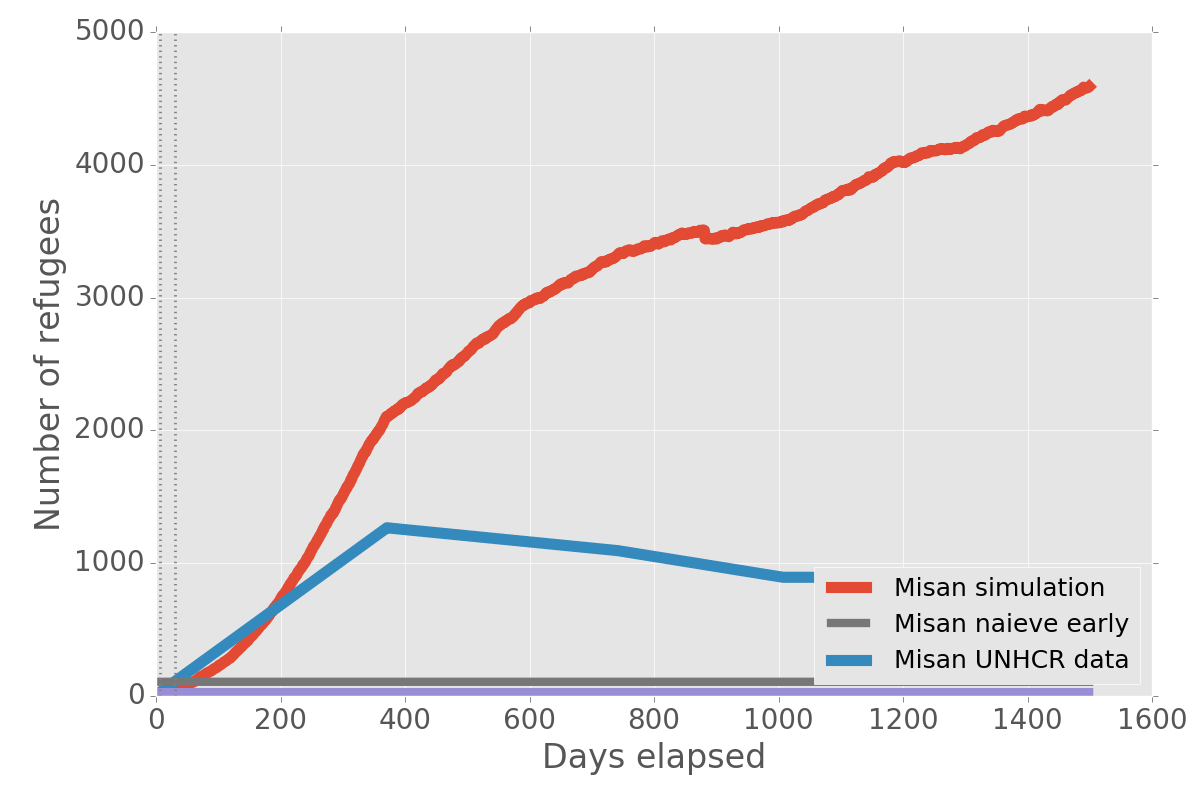 5000
4000
3000
2000
1000
0
Number of refugees
Misan simulation
Misan naieve early
Misan UNHCR data
0 200 400 600 800 1000 1200 1400 1600
Days elapsed